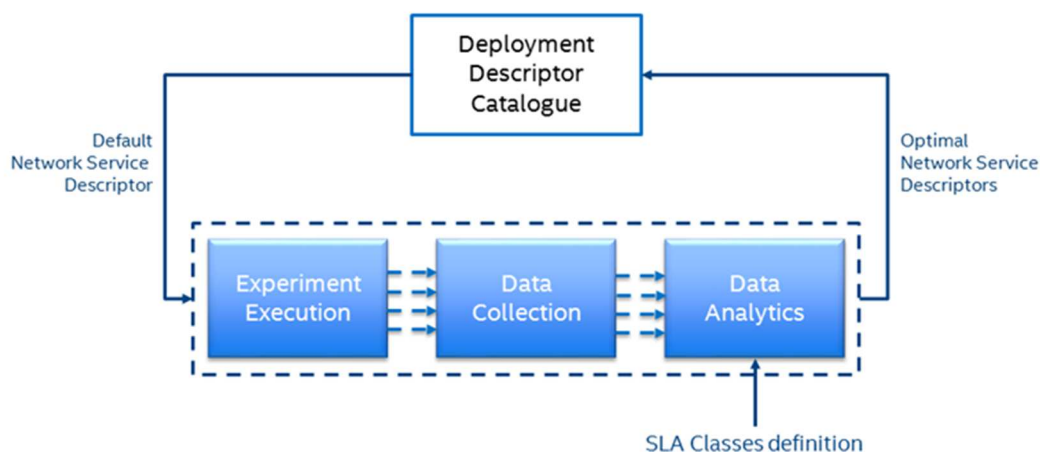 Deployment
Descriptor
Catalogue
Default
Network Service
Descriptor
Optimal
Network Service
Descriptors
Experiment
Execution
Data
Collection
Data
Analytics
SLA Classes definition